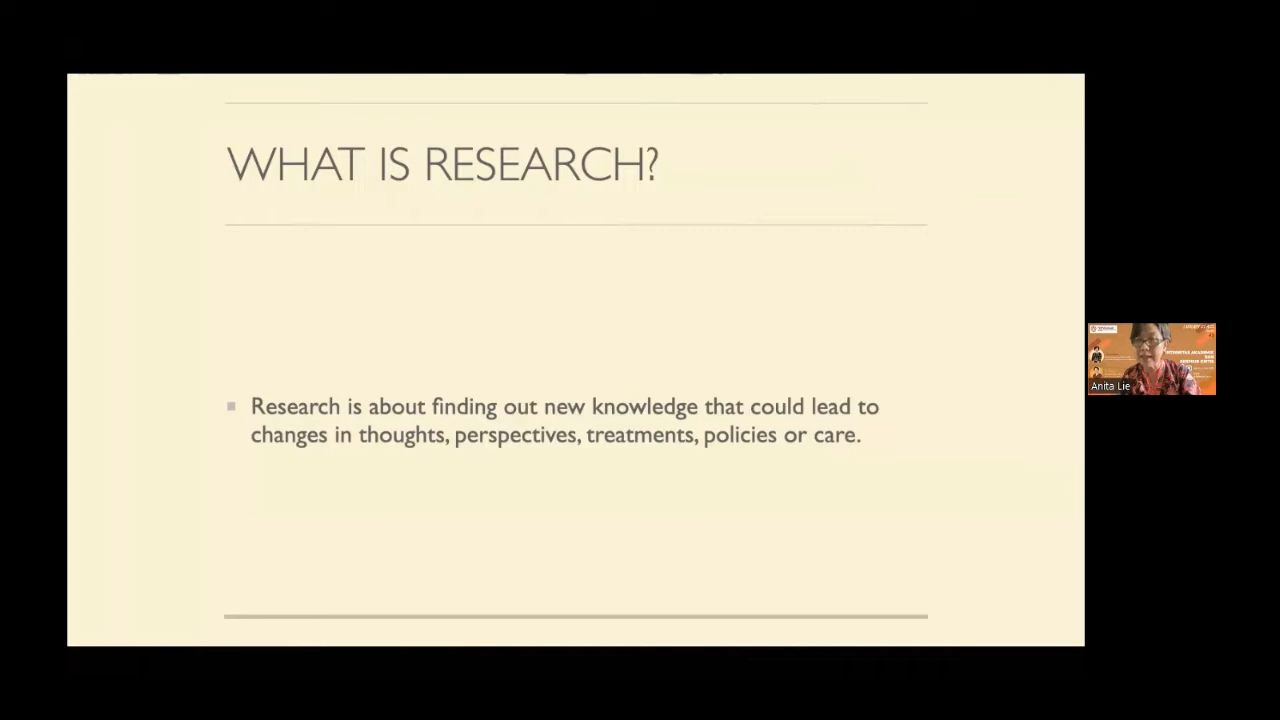 WHAT IS RESEARCH?
Research is about finding out new knowledge that could lead to
changes in thoughts, perspectives, treatments, policies or care.
Anita Lie